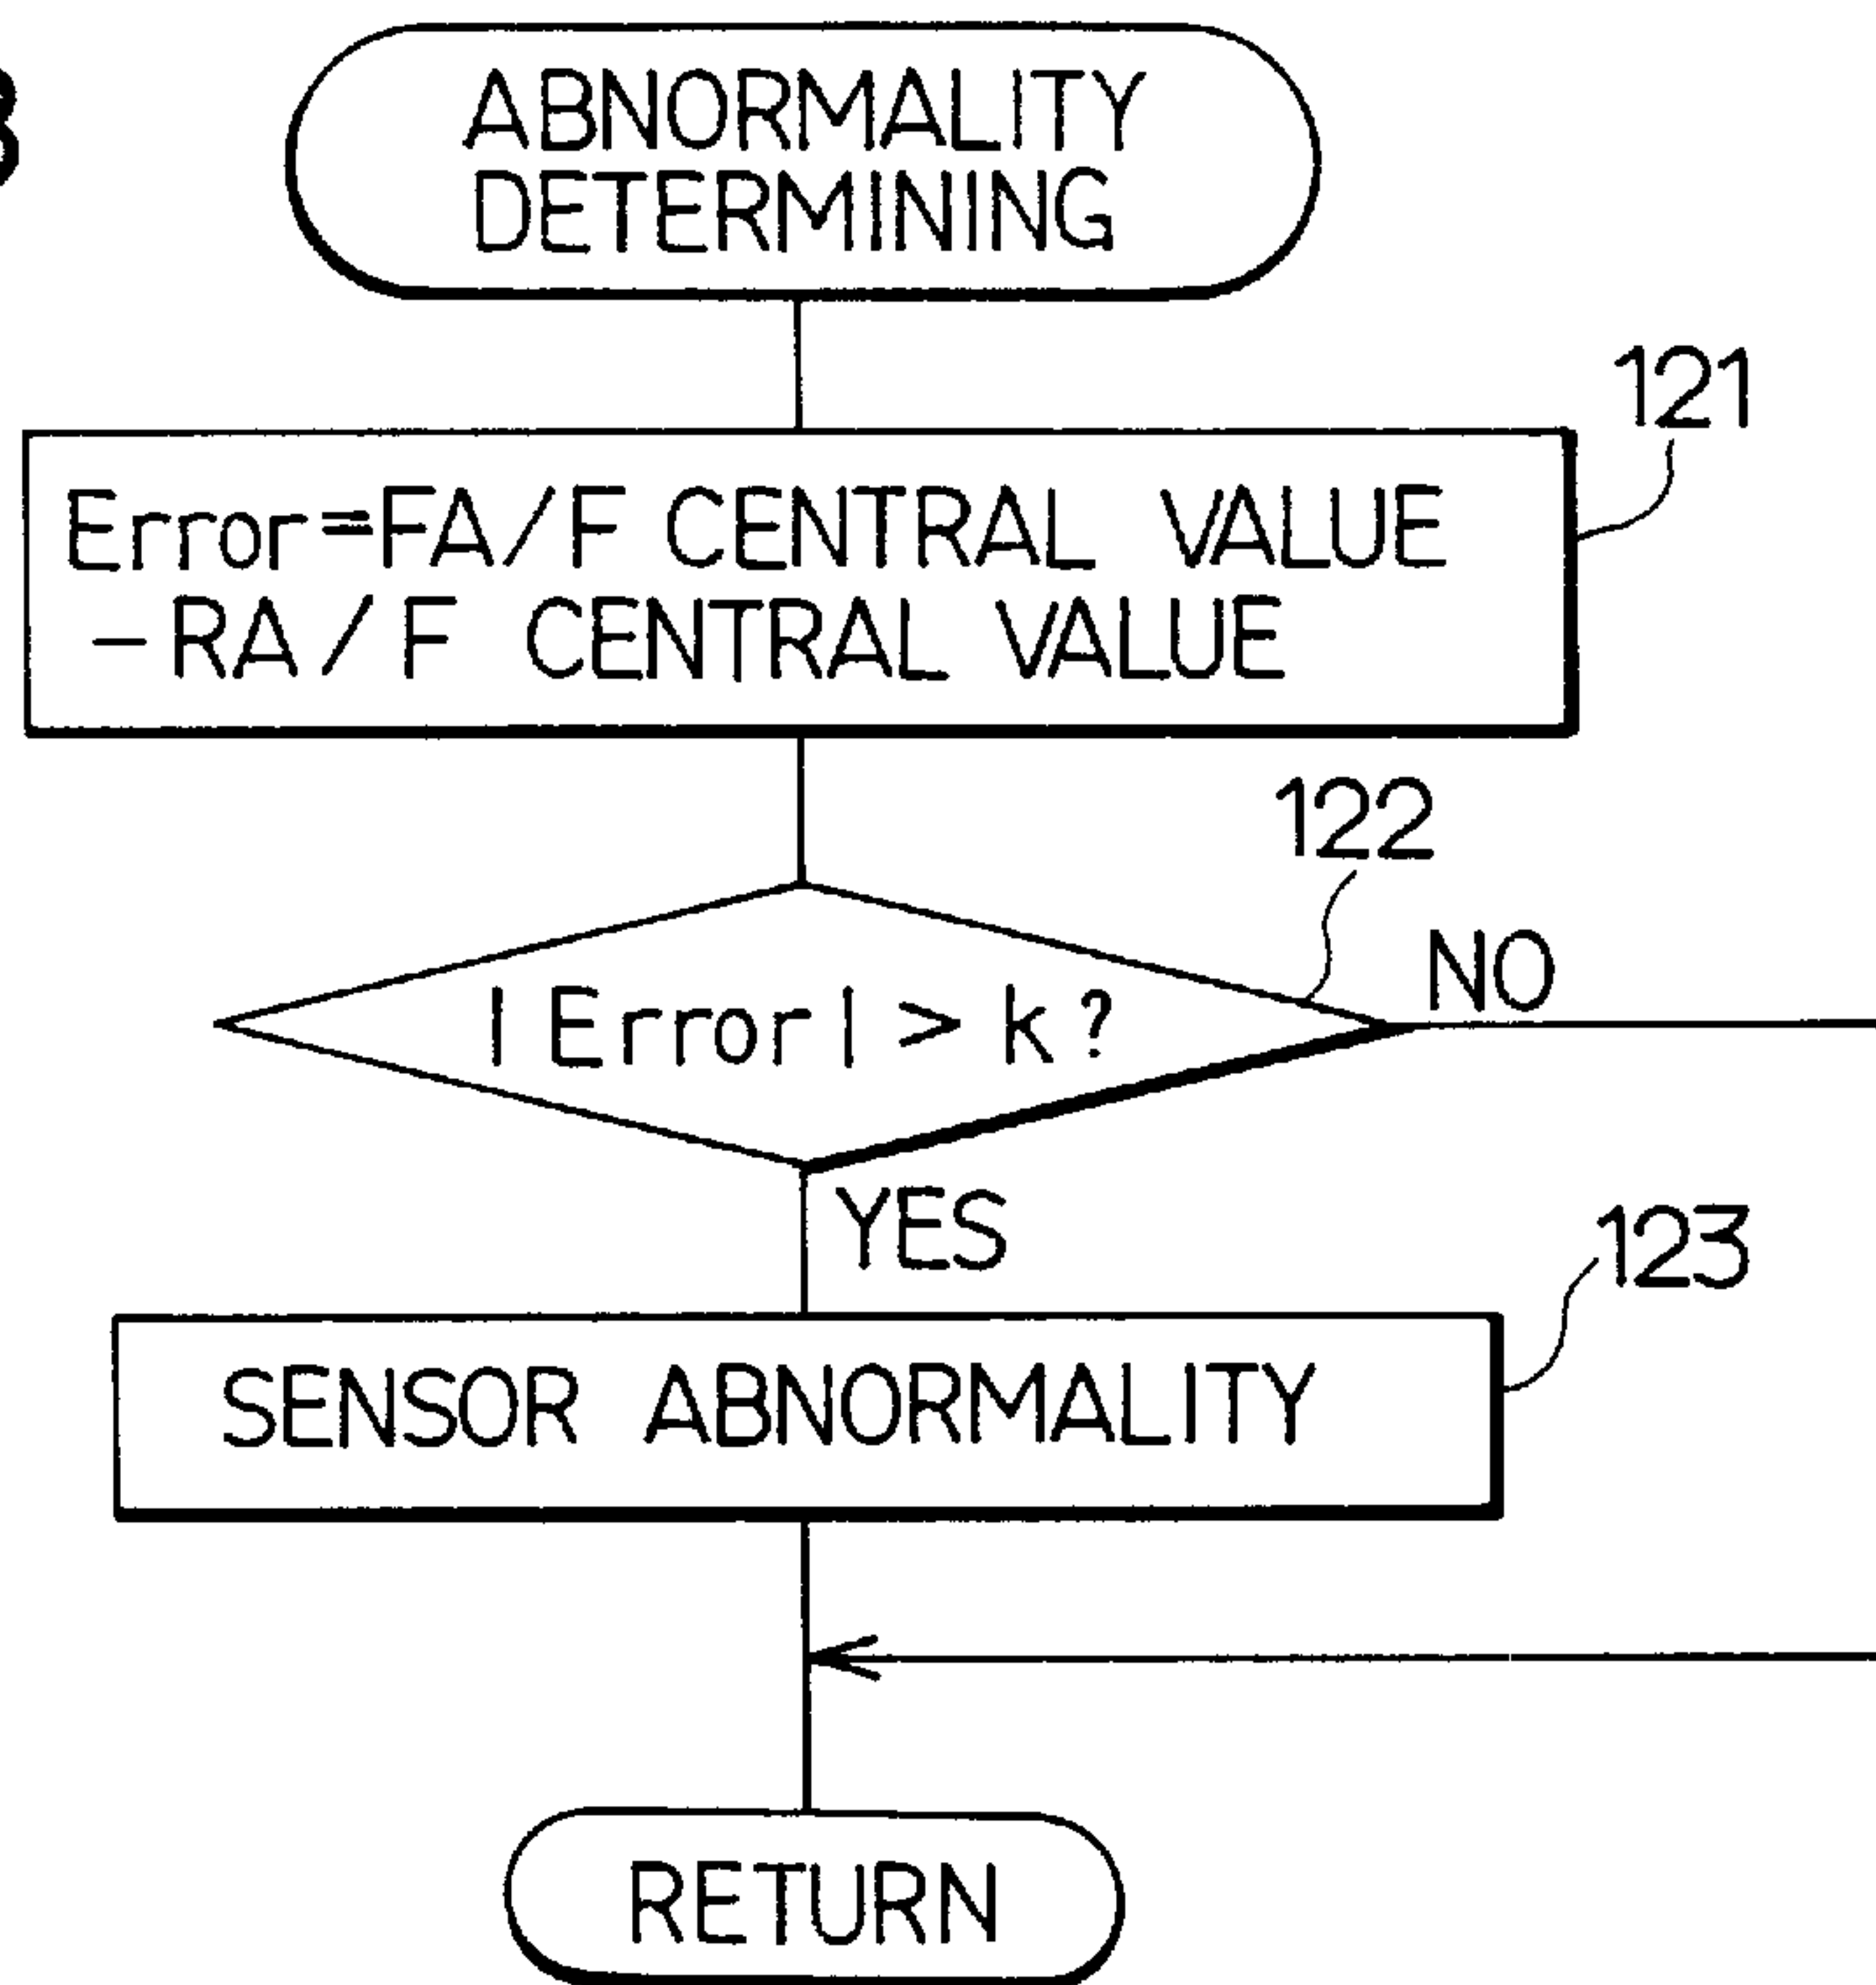 ABNORMALITY
DETERMINING
121
Error=FA/F CENTRAL VALUE
-RA/F CENTRAL VALUE
122
| Error | > k ?
NO
YES
123
SENSOR ABNORMALITY
RETURN